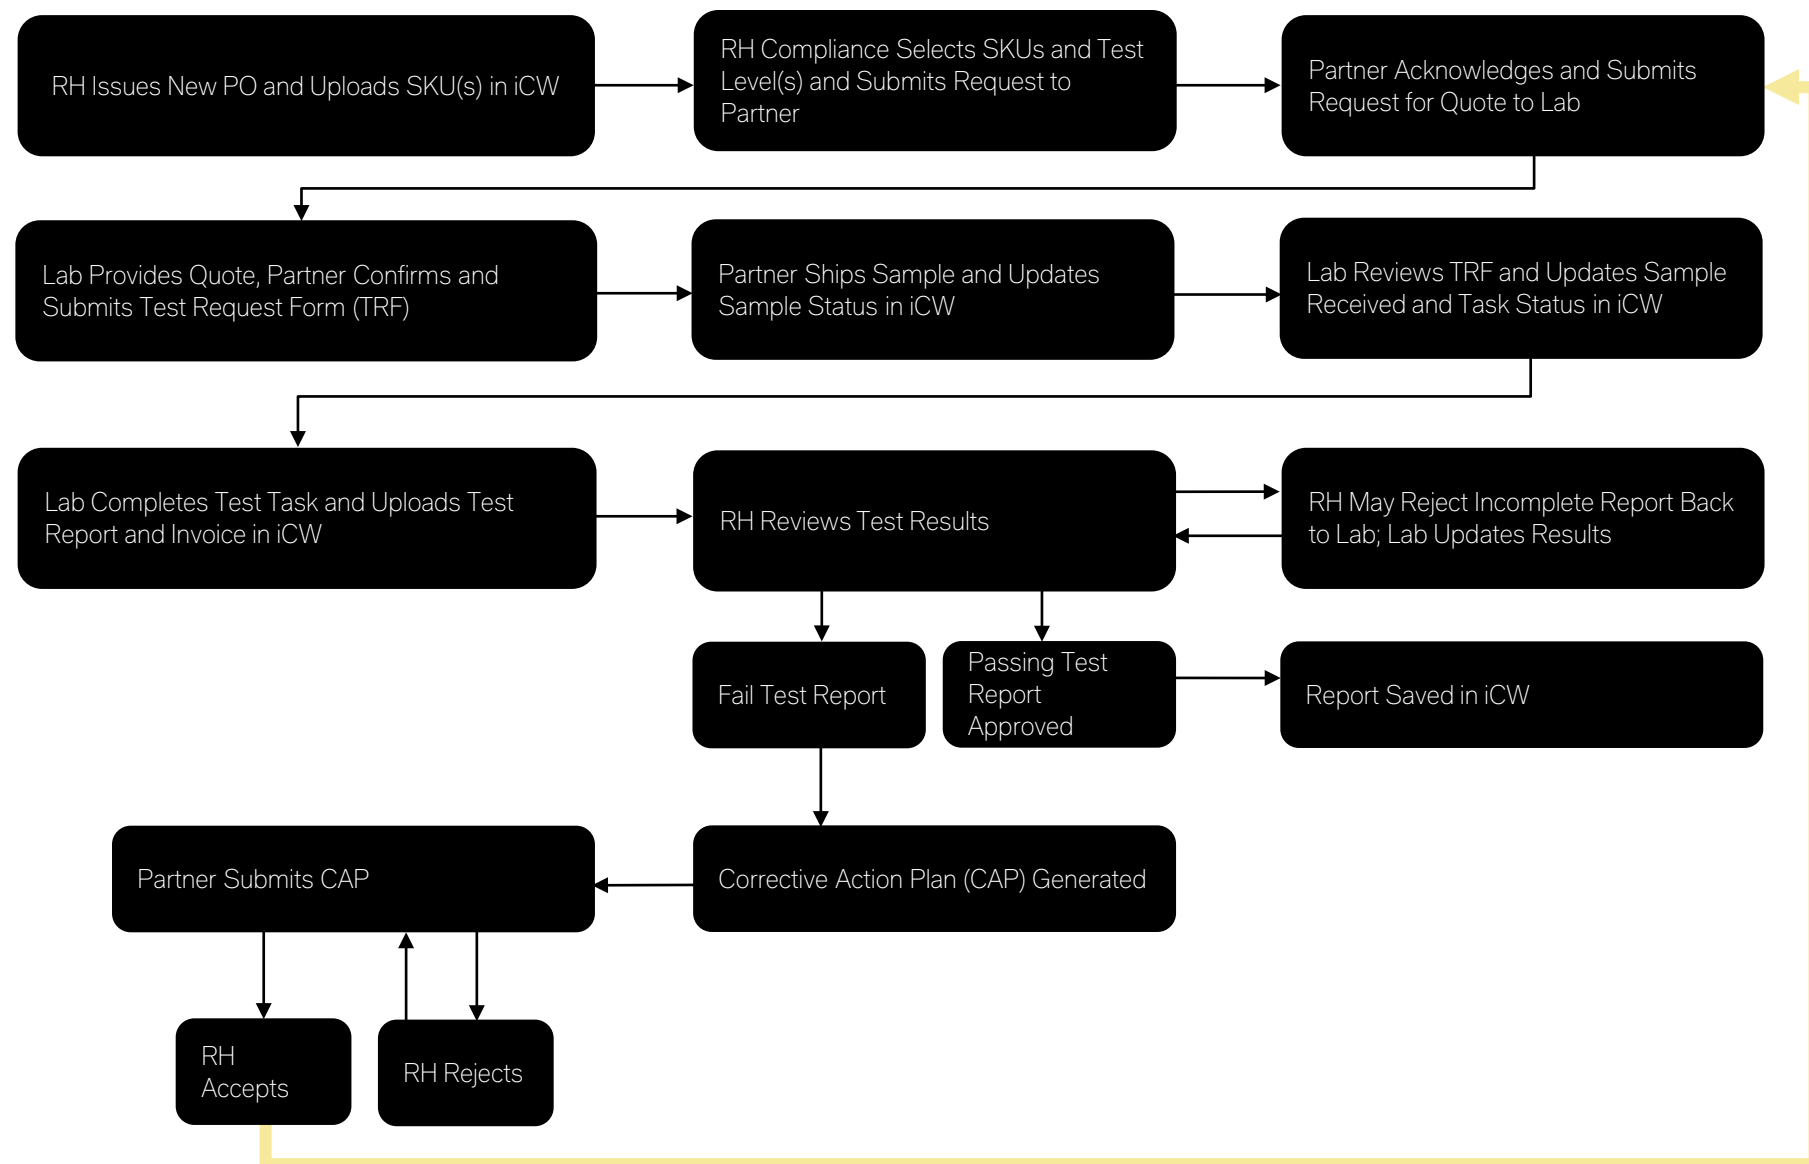 RH Issues New PO and Uploads SKU(s) in iCW
RH Compliance Selects SKUs and Test
Level(s) and Submits Request to
Partner
Partner Acknowledges and Submits
Request for Quote to Lab
Lab Provides Quote, Partner Confirms and
Submits Test Request Form (TRF)
Partner Ships Sample and Updates
Sample Status in iCW
Lab Reviews TRF and Updates Sample
Received and Task Status in iCW
Lab Completes Test Task and Uploads Test
Report and Invoice in iCW
RH Reviews Test Results
RH May Reject Incomplete Report Back
to Lab; Lab Updates Results
Fail Test Report
Passing Test
Report
Approved
Report Saved in iCW
Partner Submits CAP
Corrective Action Plan (CAP) Generated
RH
Accepts
RH Rejects